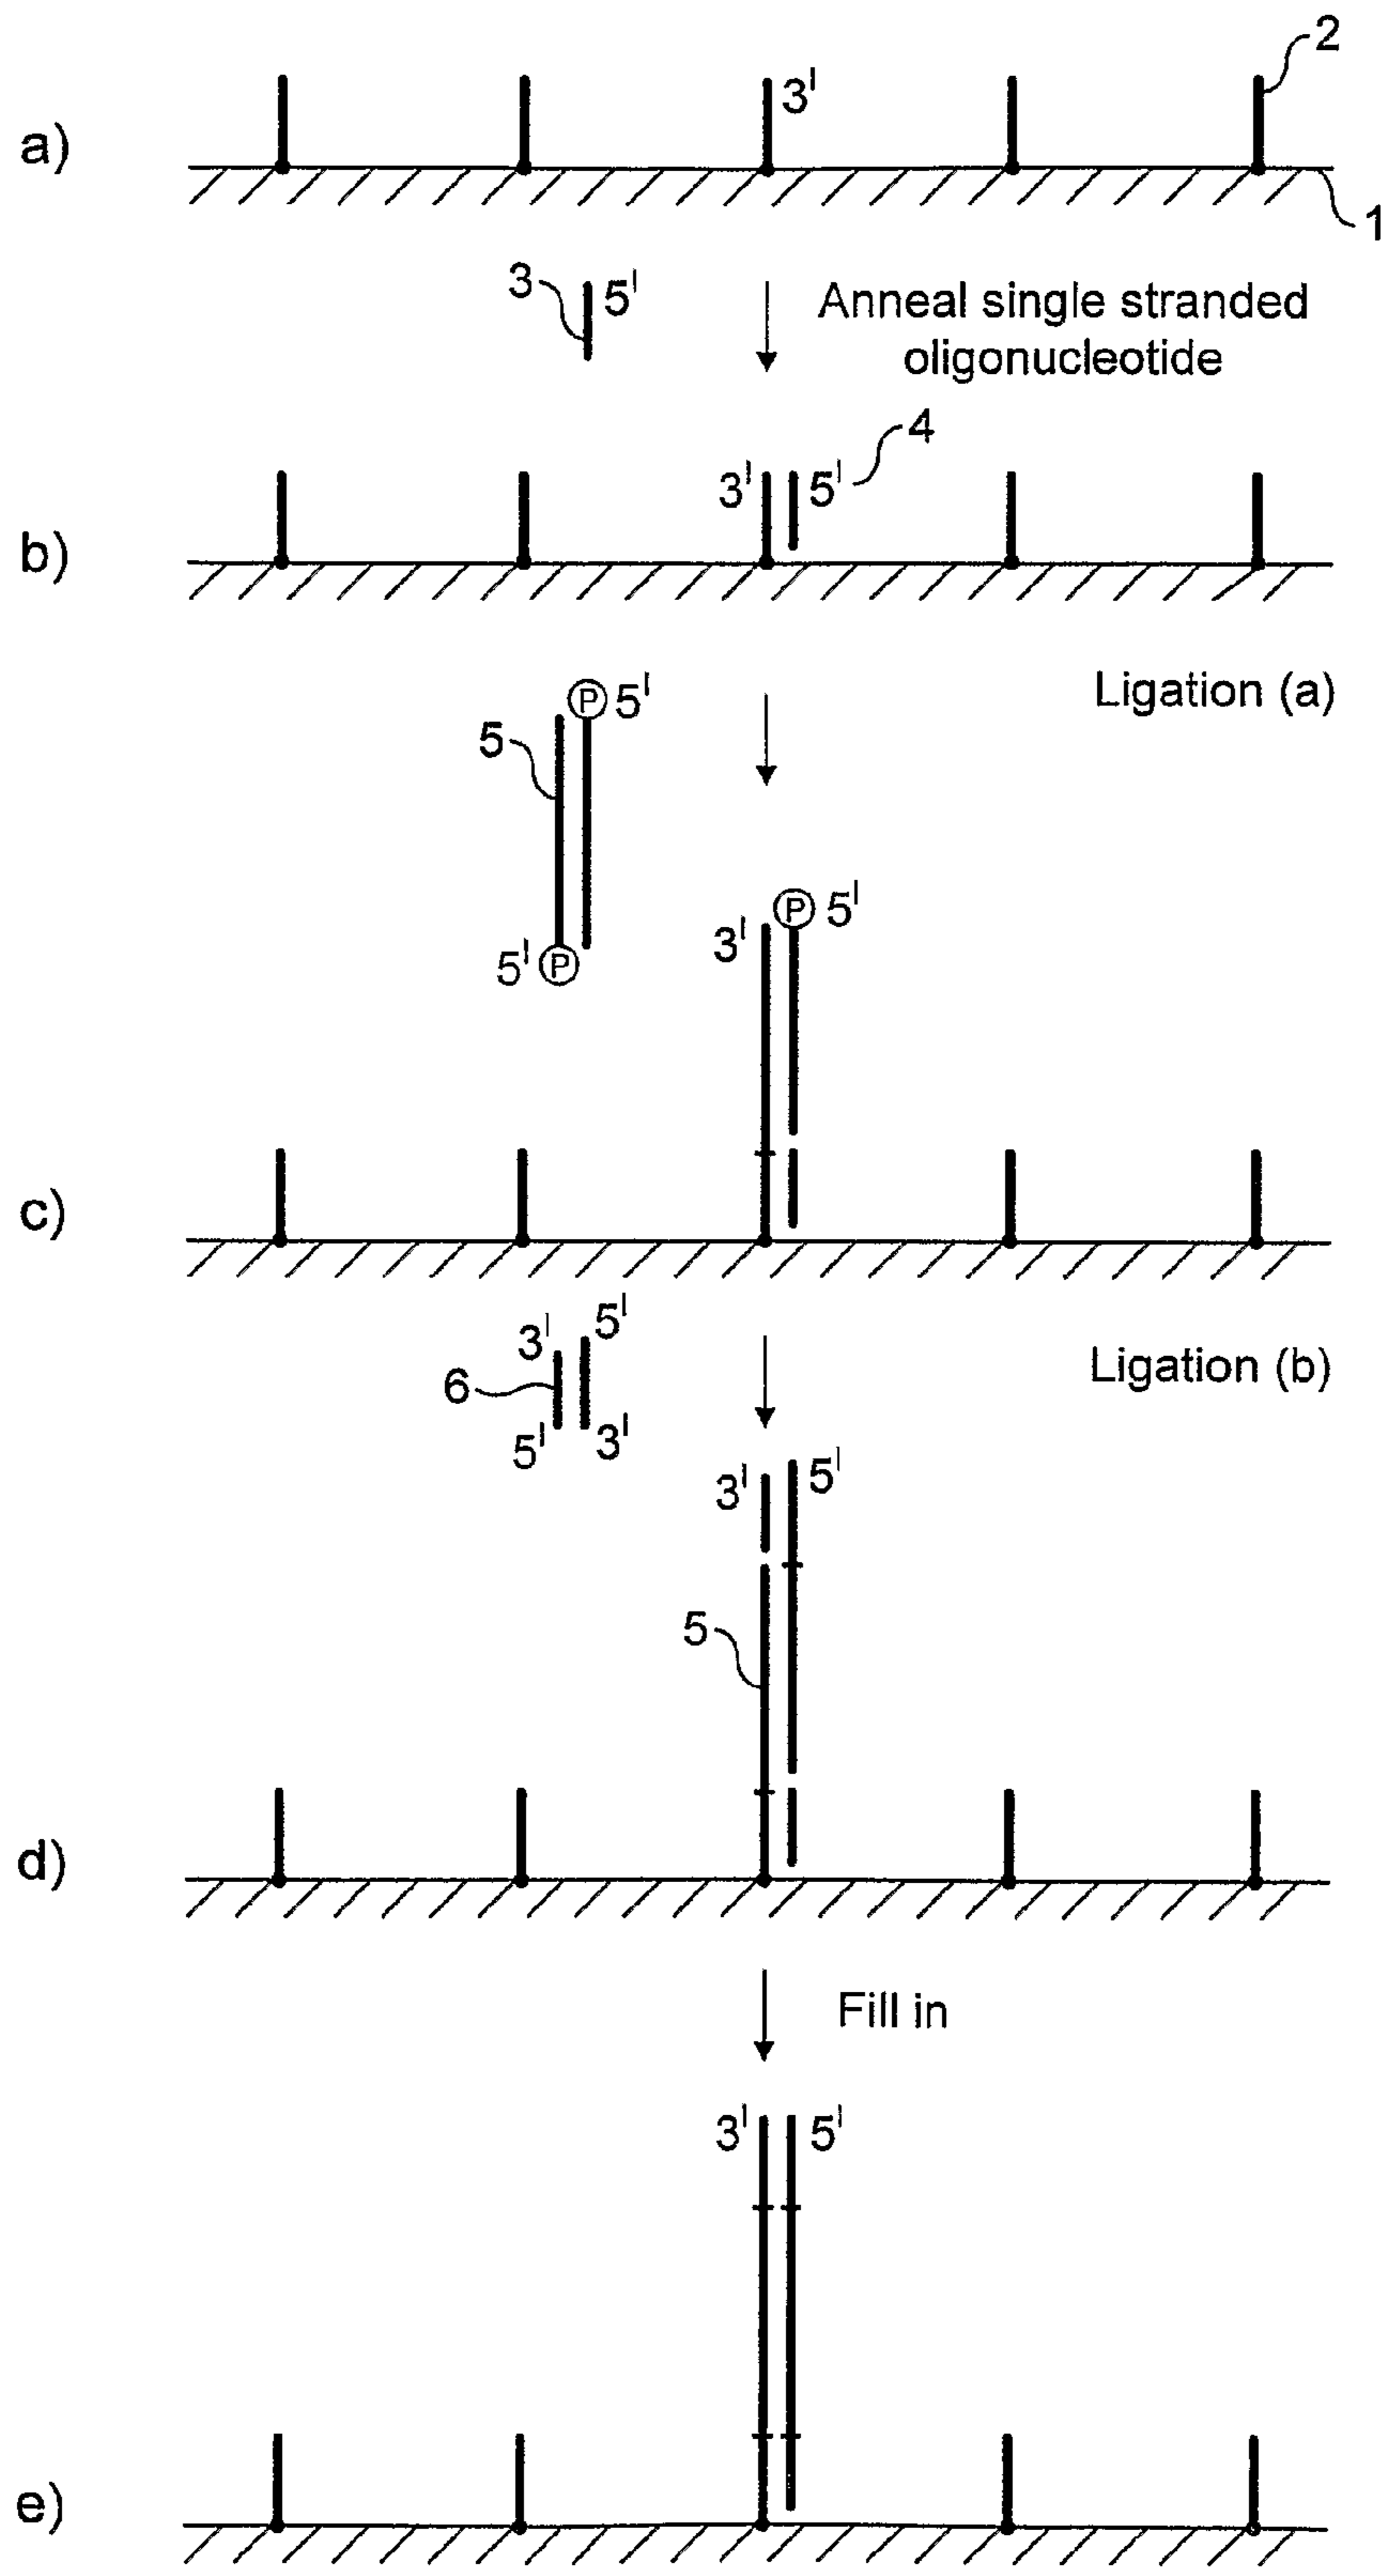 2
3'
a)
1
3
5'
Anneal single stranded
oligonucleotide
4
3'
5'
b)
Ligation (a)
P 5'
5
P 5'
3'
5' P
c)
5'
3'
Ligation (b)
6
5'
3'
5'
3'
5
d)
Fill in
3'
5'
e)